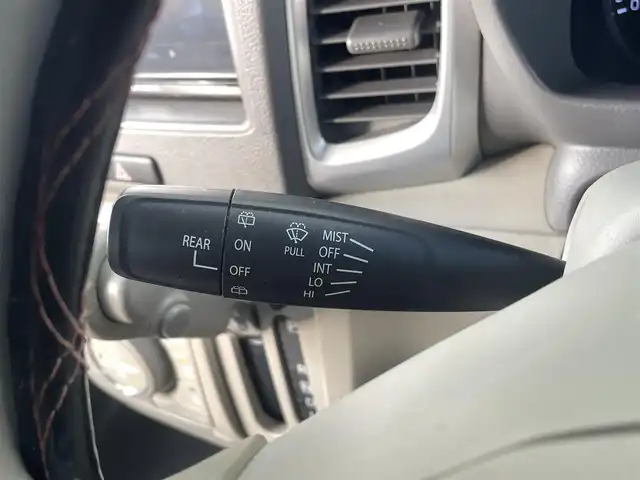 REAR
ON
OFF
PULL
MIST
OFF
INT
LO
HI